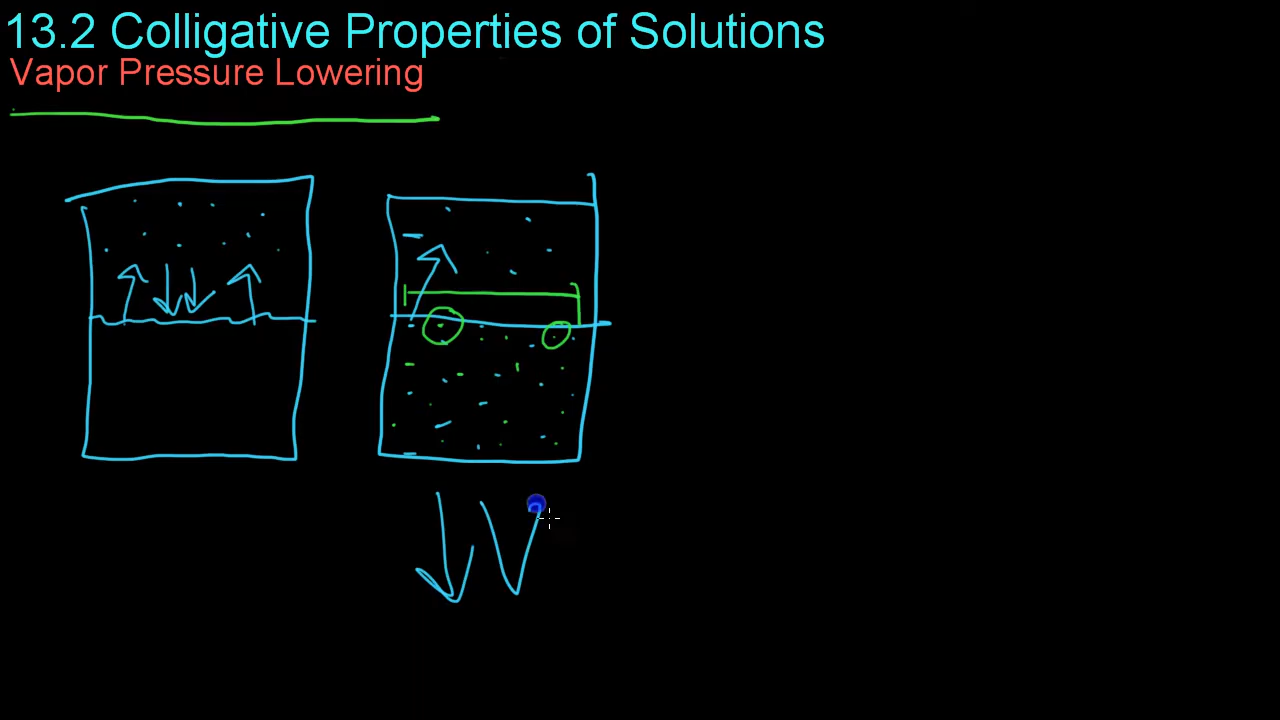 13.2 Colligative Properties of Solutions
Vapor Pressure Lowering
↓V